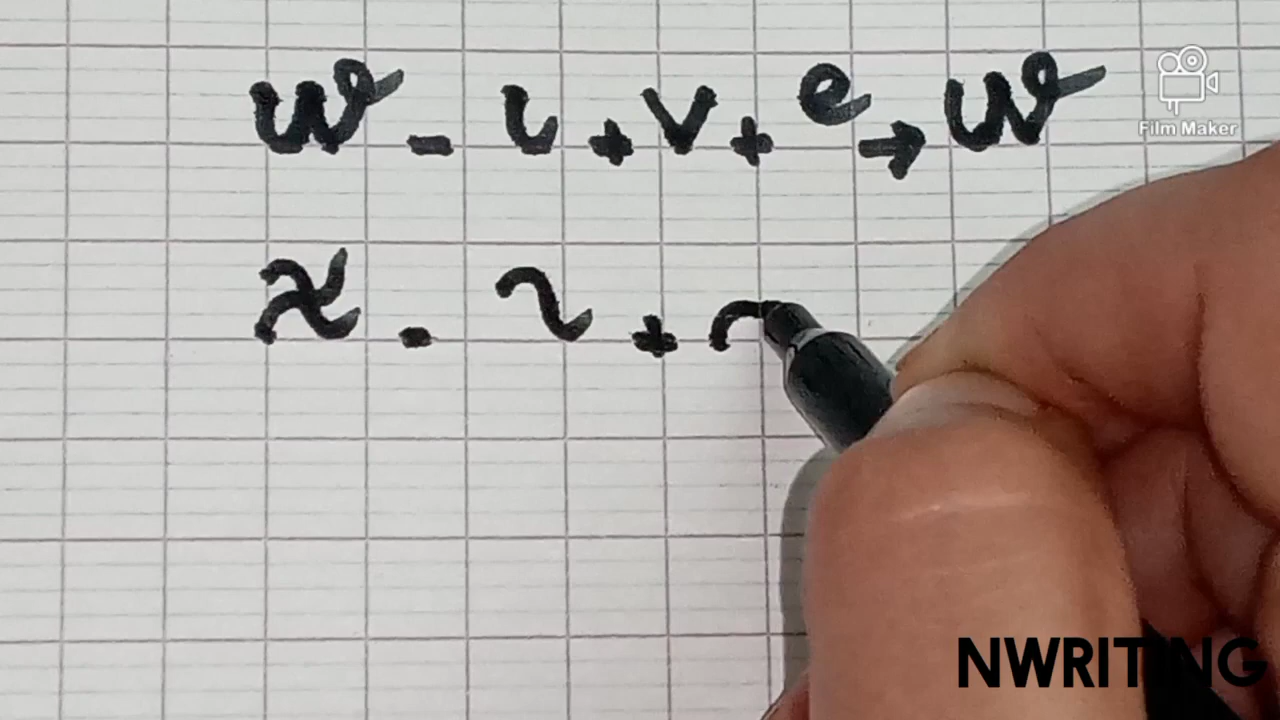 w - ι + v + e → w
x - ɩ +
Film Maker
NWRITING